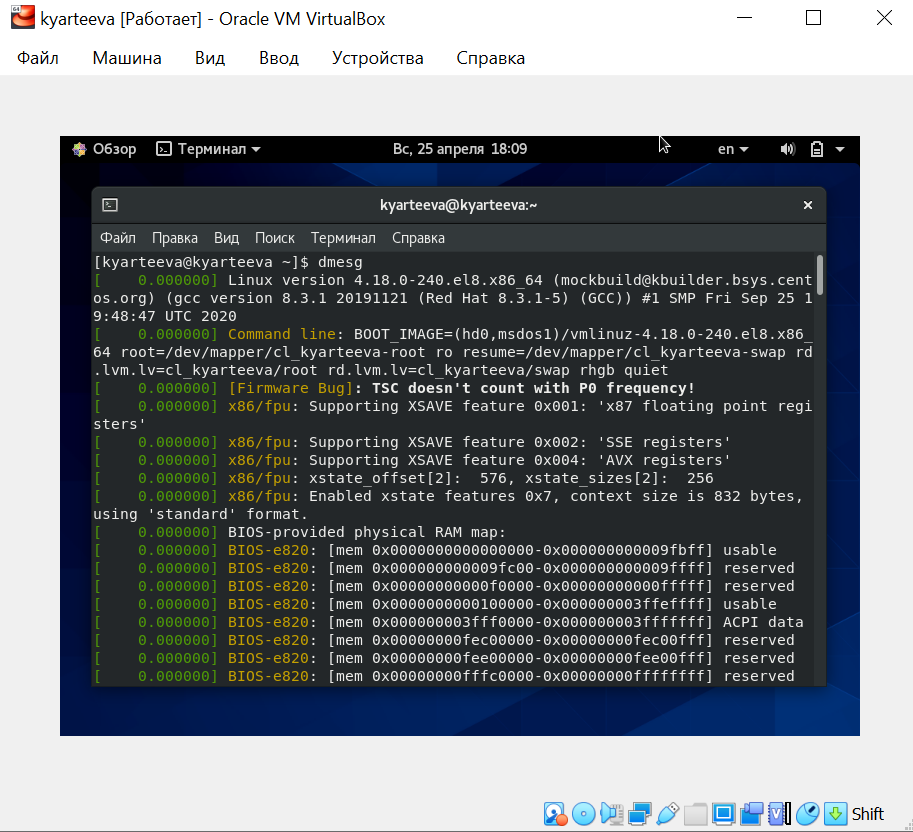 kyarteeva [Работает] - Oracle VM VirtualBox
Файл Машина Вид Ввод Устройства Справка
Обзор Терминал Вс, 25 апреля 18:09 en
kyarteeva@kyarteeva:~
Файл Правка Вид Поиск Терминал Справка
[kyarteeva@kyarteeva ~]$ dmesg
[    0.000000] Linux version 4.18.0-240.el8.x86_64 (mockbuild@kbuilder.bsys.cent
os.org) (gcc version 8.3.1 20191121 (Red Hat 8.3.1-5) (GCC)) #1 SMP Fri Sep 25 1
9:48:47 UTC 2020
[    0.000000] Command line: BOOT_IMAGE=(hd0,msdos1)/vmlinuz-4.18.0-240.el8.x86_
64 root=/dev/mapper/cl_kyarteeva-root ro resume=/dev/mapper/cl_kyarteeva-swap rd
.lvm.lv=cl_kyarteeva/root rd.lvm.lv=cl_kyarteeva/swap rhgb quiet
[    0.000000] [Firmware Bug]: TSC doesn't count with P0 frequency!
[    0.000000] x86/fpu: Supporting XSAVE feature 0x001: 'x87 floating point regi
sters'
[    0.000000] x86/fpu: Supporting XSAVE feature 0x002: 'SSE registers'
[    0.000000] x86/fpu: Supporting XSAVE feature 0x004: 'AVX registers'
[    0.000000] x86/fpu: xstate_offset[2]:  576, xstate_sizes[2]:  256
[    0.000000] x86/fpu: Enabled xstate features 0x7, context size is 832 bytes,
using 'standard' format.
[    0.000000] BIOS-provided physical RAM map:
[    0.000000] BIOS-e820: [mem 0x0000000000000000-0x000000000009fbff] usable
[    0.000000] BIOS-e820: [mem 0x000000000009fc00-0x000000000009ffff] reserved
[    0.000000] BIOS-e820: [mem 0x00000000000f0000-0x00000000000fffff] reserved
[    0.000000] BIOS-e820: [mem 0x0000000000100000-0x000000003ffeffff] usable
[    0.000000] BIOS-e820: [mem 0x000000003fff0000-0x000000003fffffff] ACPI data
[    0.000000] BIOS-e820: [mem 0x00000000fec00000-0x00000000fec00fff] reserved
[    0.000000] BIOS-e820: [mem 0x00000000fee00000-0x00000000fee00fff] reserved
[    0.000000] BIOS-e820: [mem 0x00000000fffc0000-0x00000000ffffffff] reserved
Shift